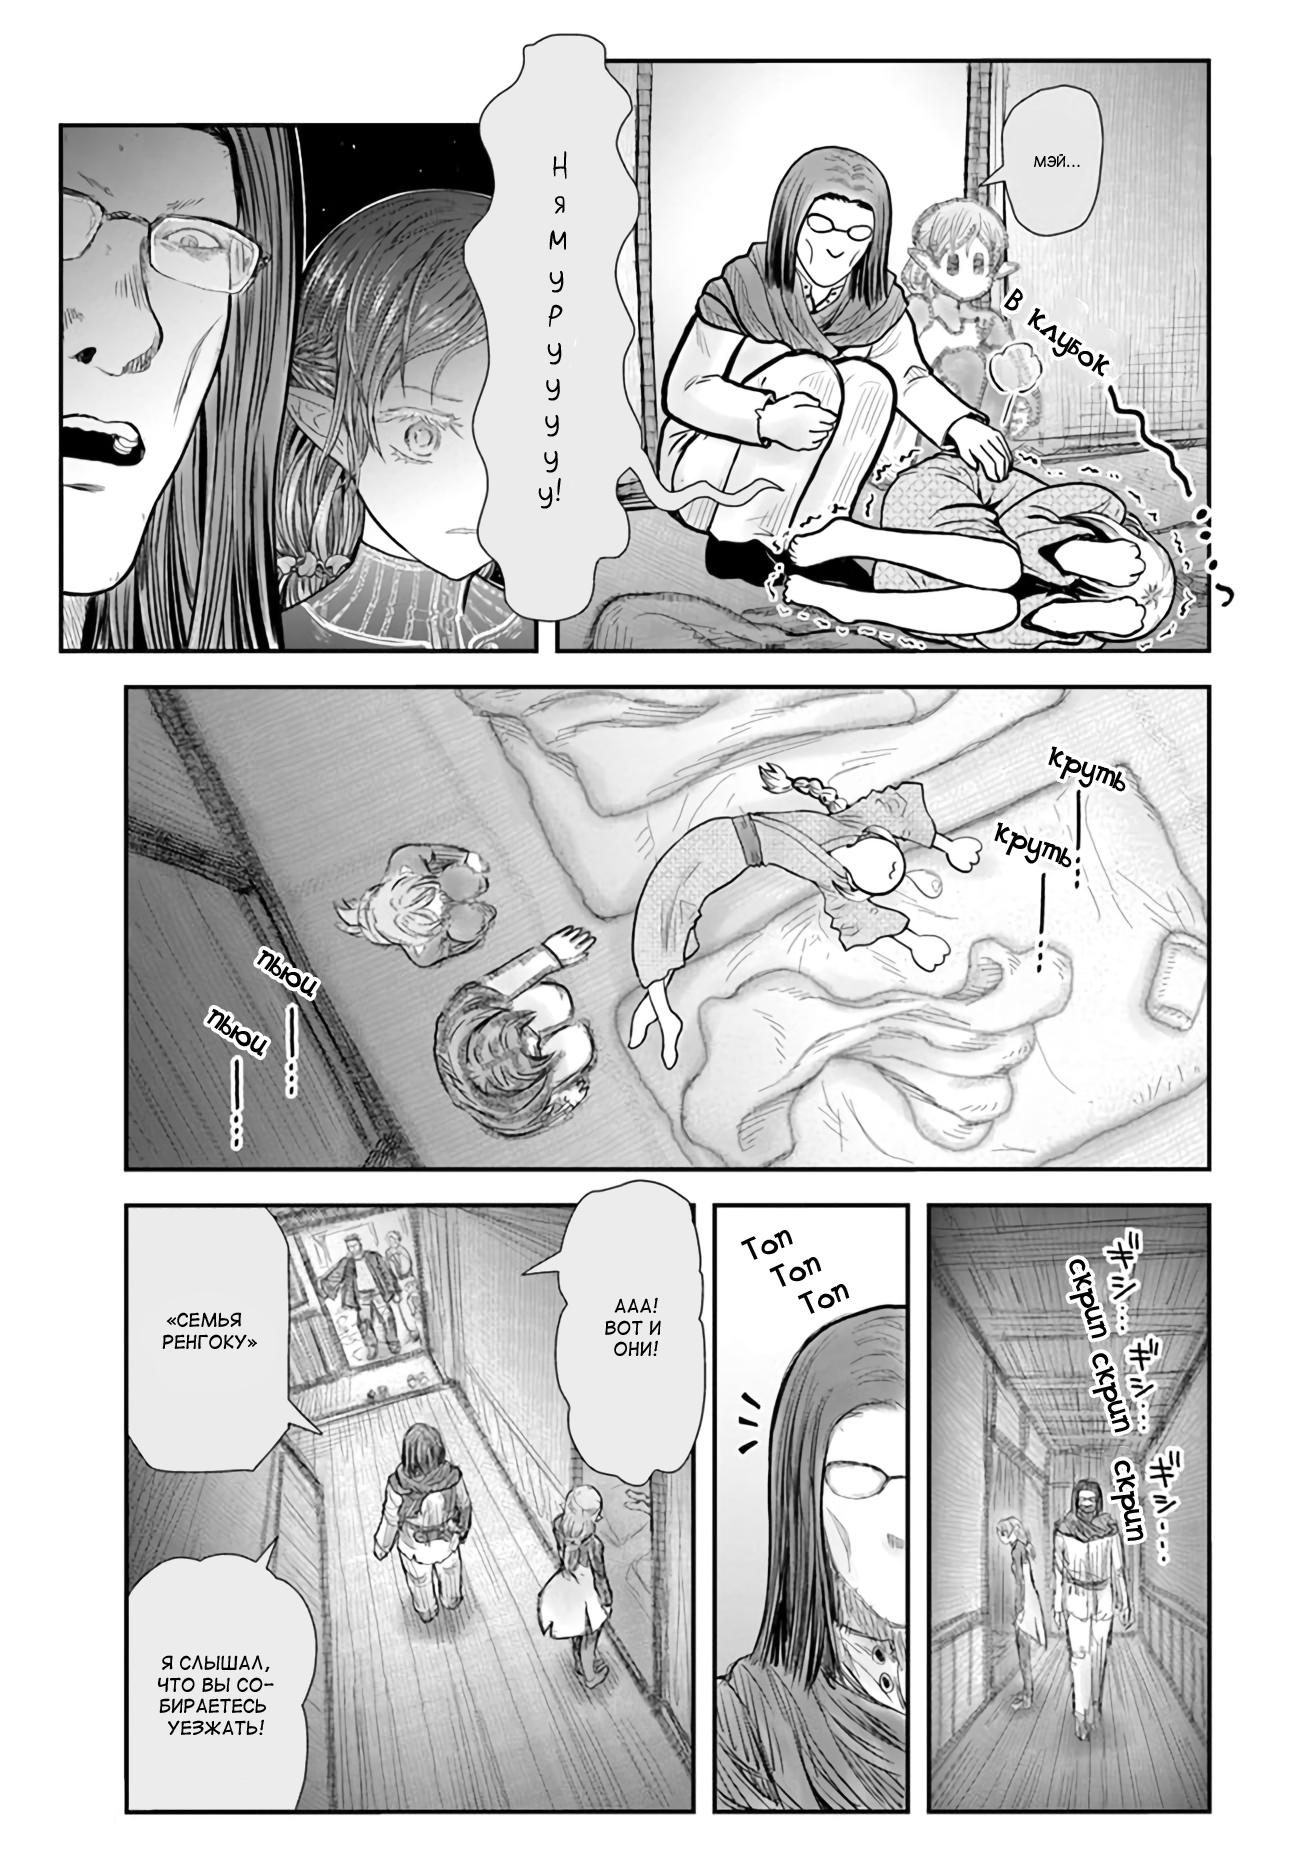 МЭЙ...
В КЛУБОК
НЯМУРУУУУУ!
КРУТЬ
КРУТЬ
ПЬЮЦ
ПЬЮЦ
ギシ...
ギシ...
ギシ...
СКРИП СКРИП СКРИП
Топ
Топ
Топ
ААА!
ВОТ И
ОНИ!
«СЕМЬЯ
РЕНГОКУ»
Я СЛЫШАЛ,
ЧТО ВЫ СО-
БИРАЕТЕСЬ
УЕЗЖАТЬ!